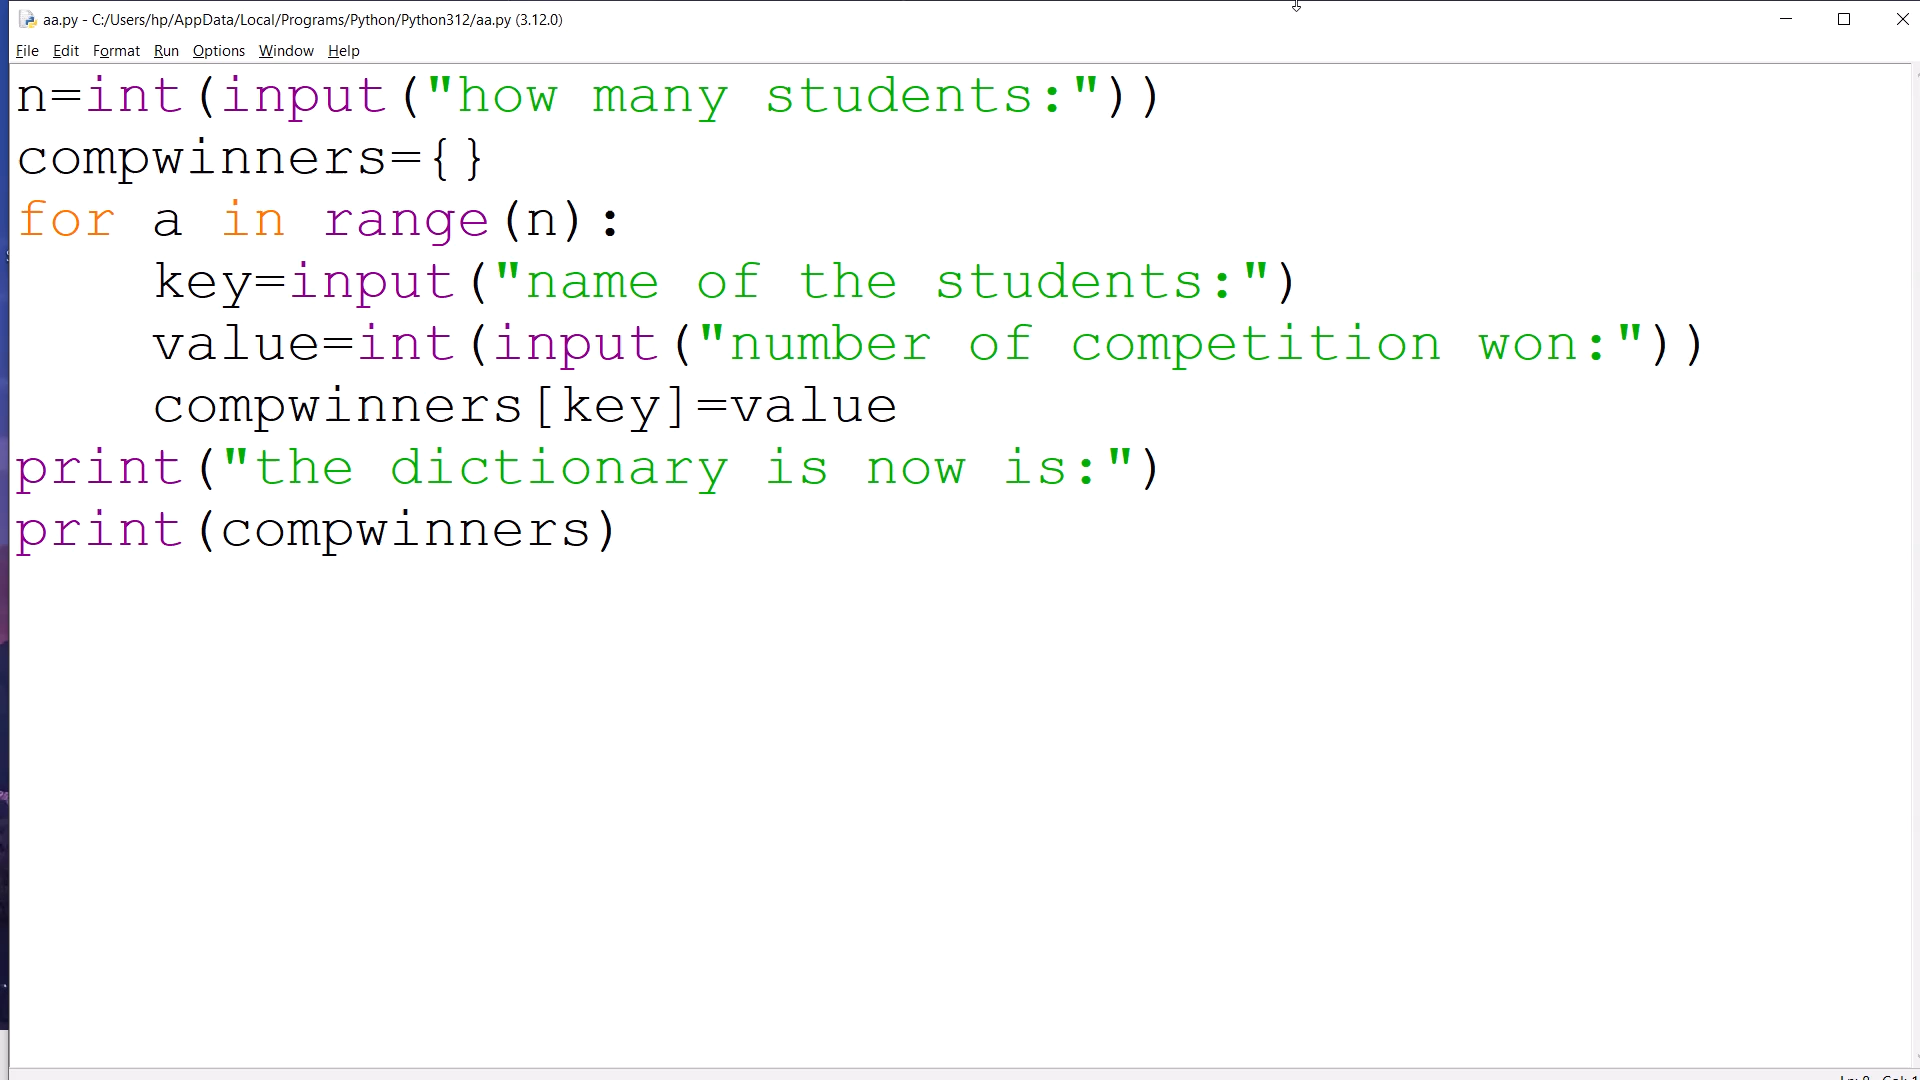 aa.py - C:/Users/hp/AppData/Local/Programs/Python/Python312/aa.py (3.12.0)
File Edit Format Run Options Window Help
n=int(input("how many students:"))
compwinners={}
for a in range(n):
    key=input("name of the students:")
    value=int(input("number of competition won:"))
    compwinners[key]=value
print("the dictionary is now is:")
print(compwinners)